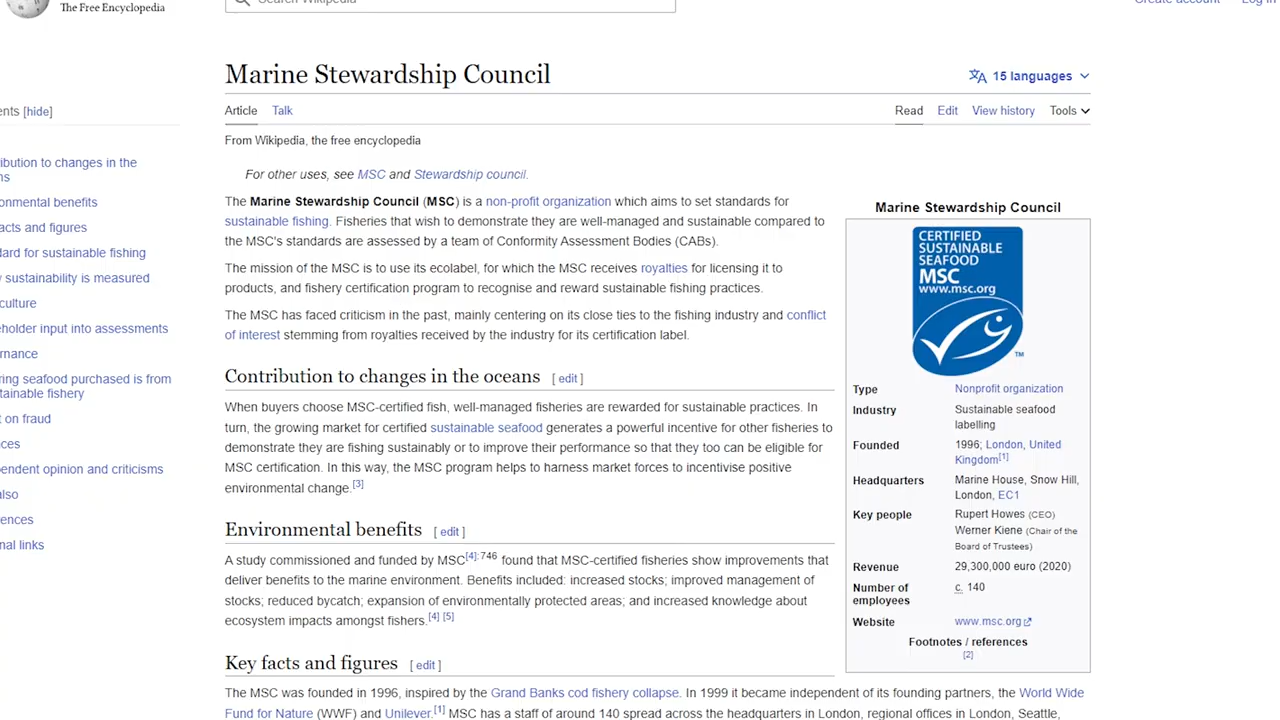 The Free Encyclopedia
Search Wikipedia
Create account
Log in
Marine Stewardship Council
15 languages
Article Talk
Read Edit View history Tools
From Wikipedia, the free encyclopedia
For other uses, see MSC and Stewardship council.
The Marine Stewardship Council (MSC) is a non-profit organization which aims to set standards for
sustainable fishing. Fisheries that wish to demonstrate they are well-managed and sustainable compared to
the MSC's standards are assessed by a team of Conformity Assessment Bodies (CABs).
The mission of the MSC is to use its ecolabel, for which the MSC receives royalties for licensing it to
products, and fishery certification program to recognise and reward sustainable fishing practices.
The MSC has faced criticism in the past, mainly centering on its close ties to the fishing industry and conflict
of interest stemming from royalties received by the industry for its certification label.
Contribution to changes in the oceans [ edit ]
When buyers choose MSC-certified fish, well-managed fisheries are rewarded for sustainable practices. In
turn, the growing market for certified sustainable seafood generates a powerful incentive for other fisheries to
demonstrate they are fishing sustainably or to improve their performance so that they too can be eligible for
MSC certification. In this way, the MSC program helps to harness market forces to incentivise positive
environmental change.[3]
Environmental benefits [ edit ]
A study commissioned and funded by MSC[4]:746 found that MSC-certified fisheries show improvements that
deliver benefits to the marine environment. Benefits included: increased stocks; improved management of
stocks; reduced bycatch; expansion of environmentally protected areas; and increased knowledge about
ecosystem impacts amongst fishers.[4] [5]
Key facts and figures [ edit ]
The MSC was founded in 1996, inspired by the Grand Banks cod fishery collapse. In 1999 it became independent of its founding partners, the World Wide
Fund for Nature (WWF) and Unilever.[1] MSC has a staff of around 140 spread across the headquarters in London, regional offices in London, Seattle,
ents [hide]
ibution to changes in the
ns
onmental benefits
acts and figures
dard for sustainable fishing
y sustainability is measured
culture
eholder input into assessments
rnance
ring seafood purchased is from
tainable fishery
t on fraud
nces
pendent opinion and criticisms
also
ences
nal links
Marine Stewardship Council
CERTIFIED
SUSTAINABLE
SEAFOOD
MSC
www.msc.org
TM
Type Nonprofit organization
Industry Sustainable seafood
labelling
Founded 1996; London, United
Kingdom[1]
Headquarters Marine House, Snow Hill,
London, EC1
Key people Rupert Howes (CEO)
Werner Kiene (Chair of the
Board of Trustees)
Revenue 29,300,000 euro (2020)
Number of
employees c. 140
Website www.msc.org
Footnotes / references
[2]